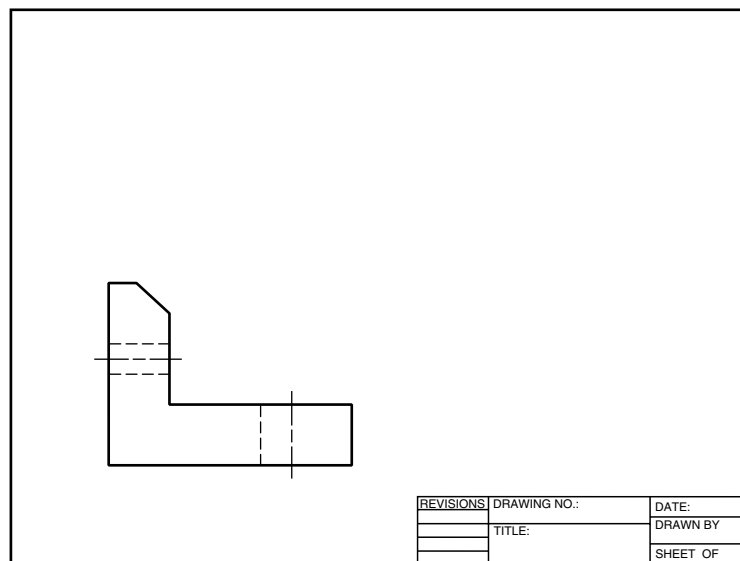 REVISIONS
DRAWING NO.:
DATE:
TITLE:
DRAWN BY
SHEET OF